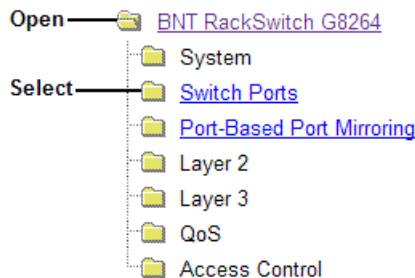 Open BNT RackSwitch G8264
System
Select Switch Ports
Port-Based Port Mirroring
Layer 2
Layer 3
QoS
Access Control